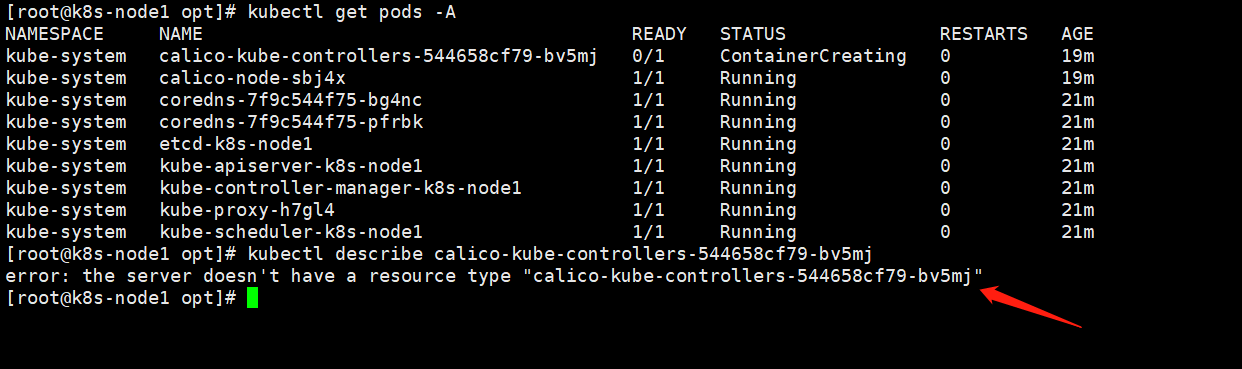 [root@k8s-node1 opt]# kubectl get pods -A
NAMESPACE     NAME                                       READY   STATUS              RESTARTS   AGE
kube-system   calico-kube-controllers-544658cf79-bv5mj   0/1     ContainerCreating   0          19m
kube-system   calico-node-sbj4x                          1/1     Running             0          19m
kube-system   coredns-7f9c544f75-bg4nc                   1/1     Running             0          21m
kube-system   coredns-7f9c544f75-pfrbk                   1/1     Running             0          21m
kube-system   etcd-k8s-node1                             1/1     Running             0          21m
kube-system   kube-apiserver-k8s-node1                   1/1     Running             0          21m
kube-system   kube-controller-manager-k8s-node1          1/1     Running             0          21m
kube-system   kube-proxy-h7gl4                           1/1     Running             0          21m
kube-system   kube-scheduler-k8s-node1                   1/1     Running             0          21m
[root@k8s-node1 opt]# kubectl describe calico-kube-controllers-544658cf79-bv5mj
error: the server doesn't have a resource type "calico-kube-controllers-544658cf79-bv5mj"
[root@k8s-node1 opt]#